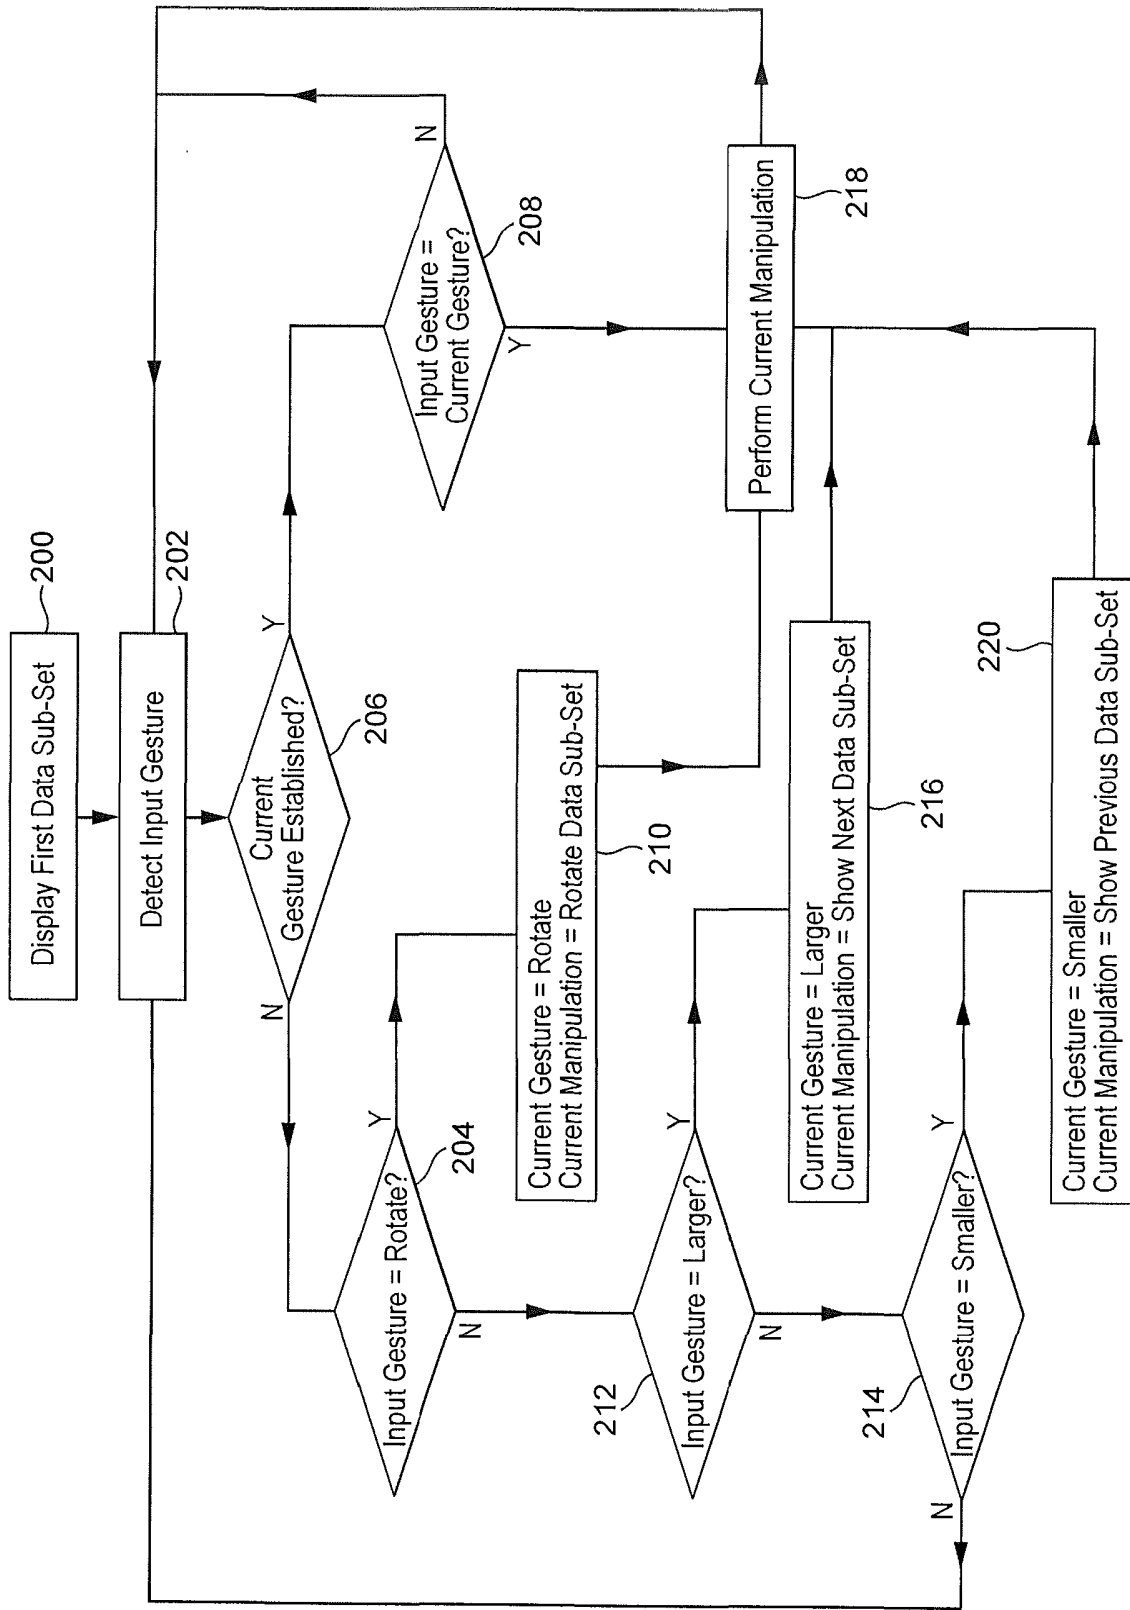 Display First Data Sub-Set
200
Detect Input Gesture
202
Current
Gesture Established?
206
Y
N
Input Gesture =
Current Gesture?
208
N
Y
Input Gesture = Rotate?
204
Y
N
Current Gesture = Rotate
Current Manipulation = Rotate Data Sub-Set
210
Input Gesture = Larger?
212
Y
N
Current Gesture = Larger
Current Manipulation = Show Next Data Sub-Set
216
Perform Current Manipulation
218
Input Gesture = Smaller?
214
Y
N
Current Gesture = Smaller
Current Manipulation = Show Previous Data Sub-Set
220